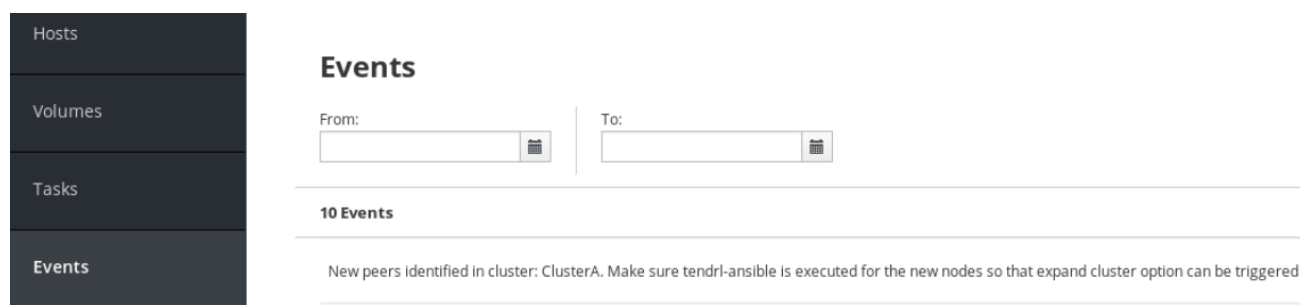 Hosts
Events
Volumes
From:
To:
Tasks
10 Events
Events
New peers identified in cluster: ClusterA. Make sure tendrl-ansible is executed for the new nodes so that expand cluster option can be triggered